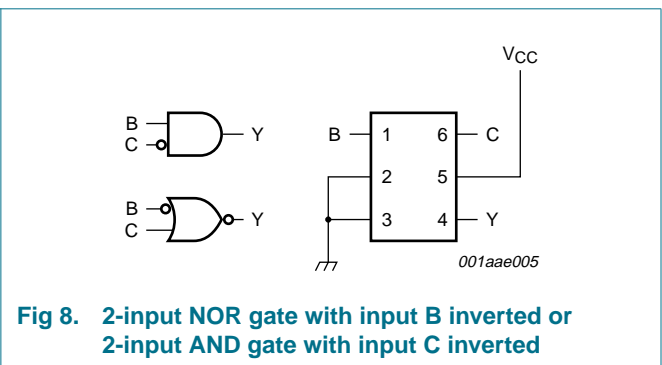 VCC
B
C
Y
B 1 6 C
2 5
B
C
Y
3 4 Y
001aae005
Fig 8. 2-input NOR gate with input B inverted or
2-input AND gate with input C inverted